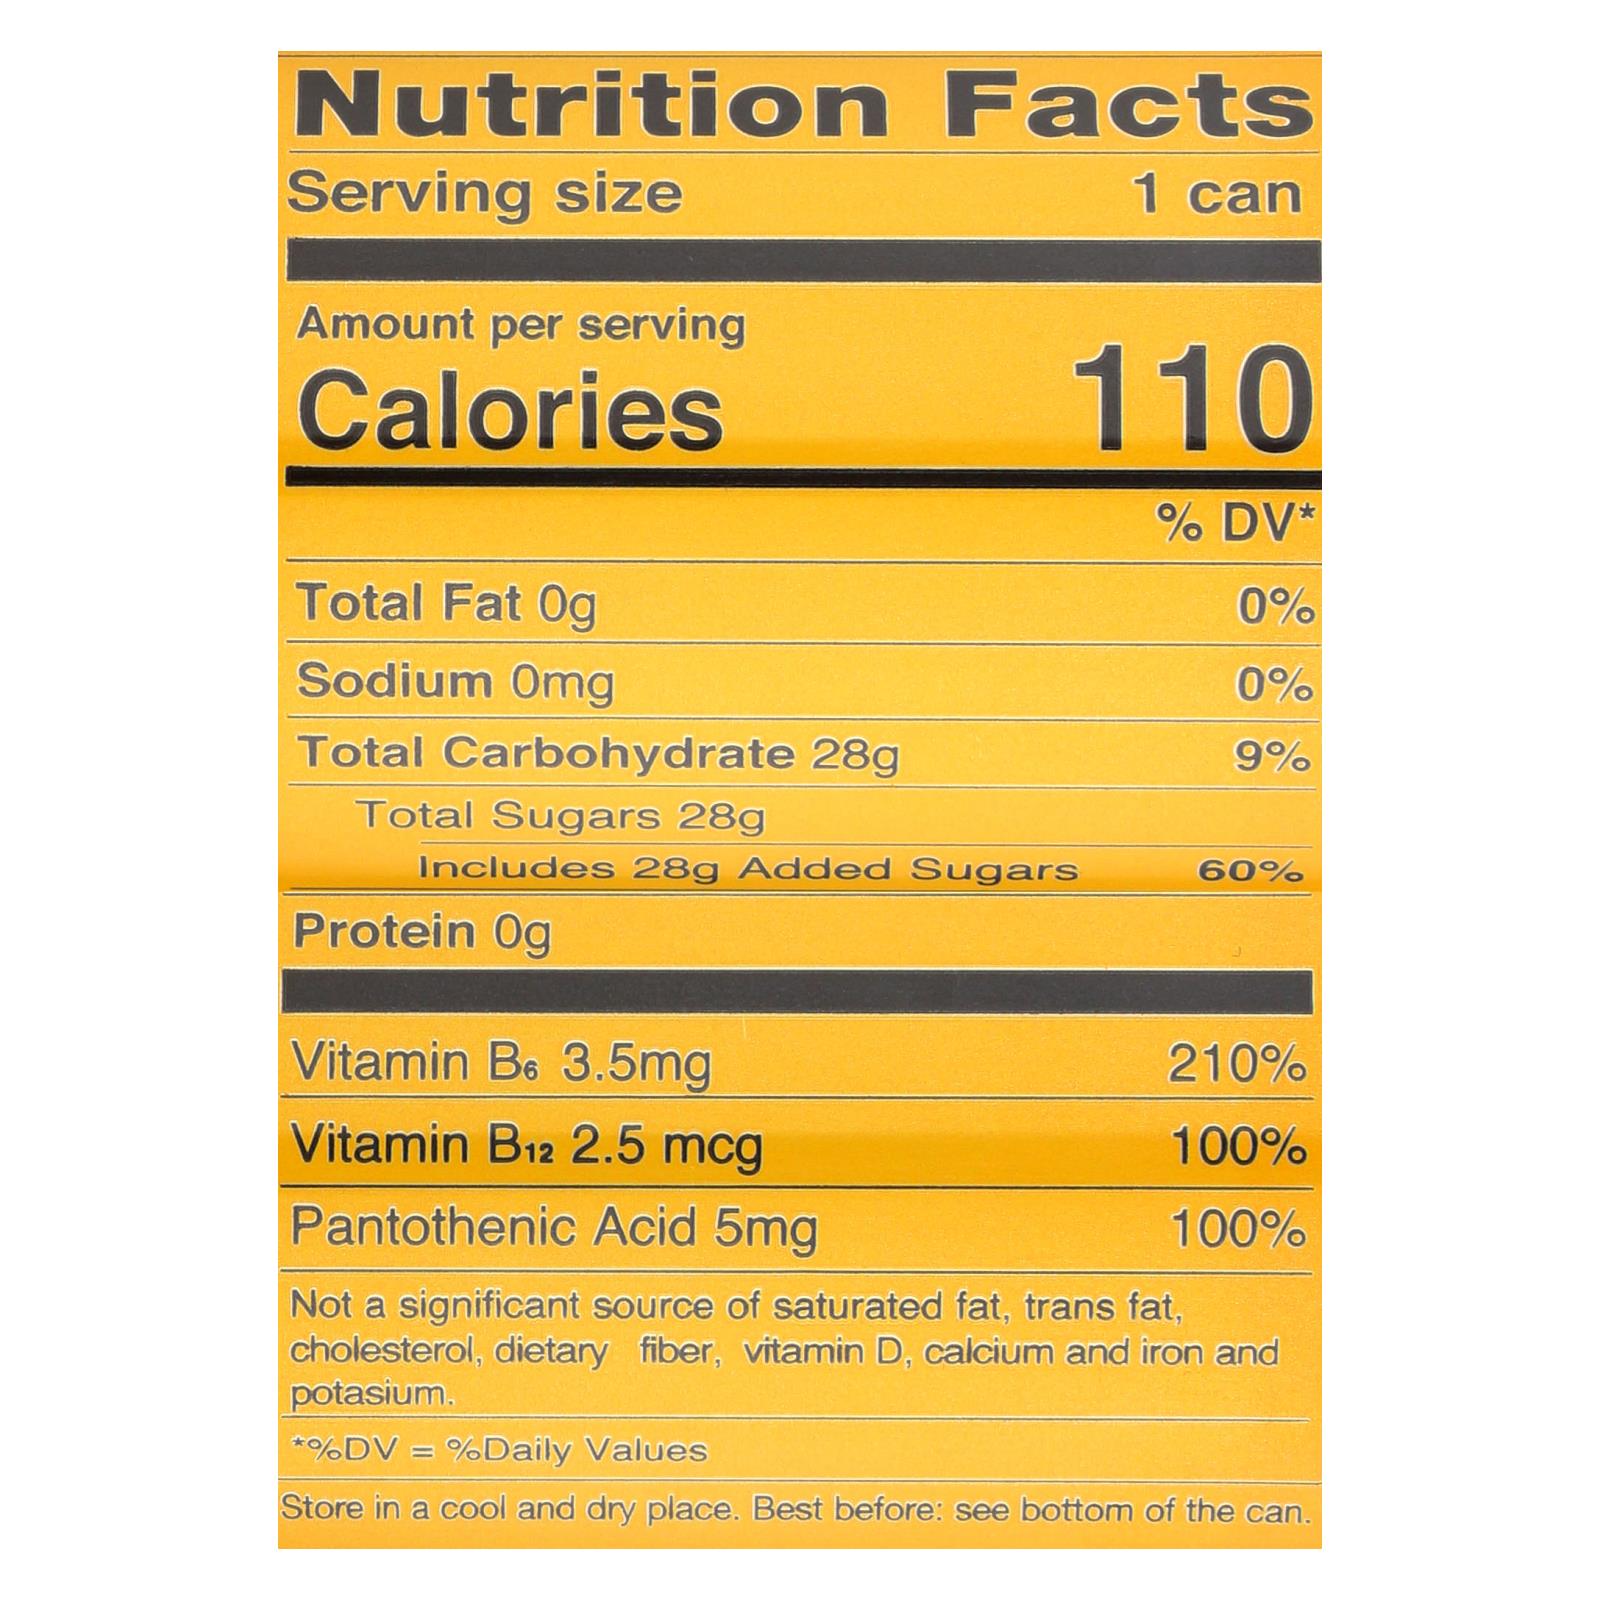 Nutrition Facts
Serving size 1 can
Amount per serving
Calories 110
% DV*
Total Fat 0g 0%
Sodium 0mg 0%
Total Carbohydrate 28g 9%
Total Sugars 28g
Includes 28g Added Sugars 60%
Protein 0g
Vitamin B₆ 3.5mg 210%
Vitamin B₁₂ 2.5 mcg 100%
Pantothenic Acid 5mg 100%
Not a significant source of saturated fat, trans fat,
cholesterol, dietary fiber, vitamin D, calcium and iron and
potasium.
*%DV = %Daily Values
Store in a cool and dry place. Best before: see bottom of the can.